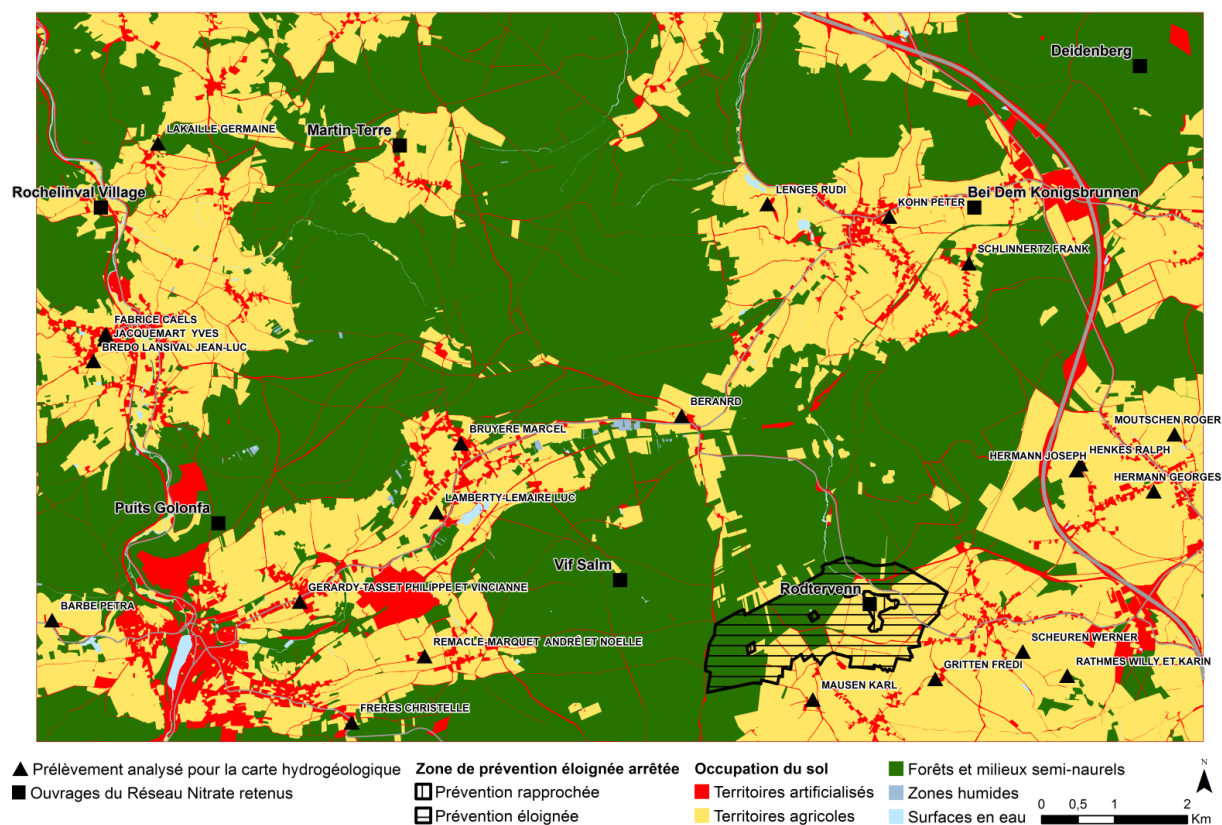 Deidenberg
LAKAILLE GERMAINE
Martin-Terre
Rochelinval Village
LENGES RUDI
Bei Dem Konigsbrunnen
KOHN PETER
SCHLINNERTZ FRANK
FABRICE CAELS
JACQUEMART YVES
BREDO LANSIVAL JEAN-LUC
BERANRD
MOUTSCHEN ROGER
BRUYERE MARCEL
HENKES RALPH
HERMANN JOSEPH
HERMANN GEORGES
LAMBERTY-LEMAIRE LUC
Puits Golonfa
Vif Salm
Rodtervenn
GERARDY-TASSET PHILIPPE ET VINCIANNE
BARBE PETRA
SCHEUREN WERNER
REMACLE-MARQUET ANDRÉ ET NOELLE
GRITTEN FREDI
RATHMES WILLY ET KARIN
MAUSEN KARL
FRERES CHRISTELLE
Prélèvement analysé pour la carte hydrogéologique
Ouvrages du Réseau Nitrate retenus
Zone de prévention éloignée arrêtée
Prévention rapprochée
Prévention éloignée
Occupation du sol
Territoires artificialisés
Territoires agricoles
Forêts et milieux semi-naurels
Zones humides
Surfaces en eau
N
0 0,5 1 2
Km